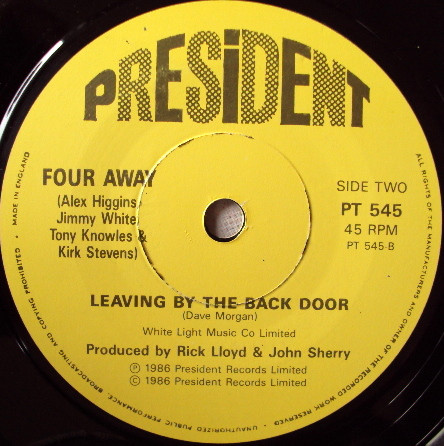 PRESIDENT
FOUR AWAY
(Alex Higgins,
Jimmy White,
Tony Knowles &
Kirk Stevens)
SIDE TWO
PT 545
45 RPM
PT 545-B
LEAVING BY THE BACK DOOR
(Dave Morgan)
White Light Music Co Limited
Produced by Rick Lloyd & John Sherry
Ⓟ 1986 President Records Limited
© 1986 President Records Limited
MADE IN ENGLAND
ALL RIGHTS OF THE MANUFACTURERS AND OWNER OF THE RECORDED WORK RESERVED · UNAUTHORIZED PUBLIC PERFORMANCE, BROADCASTING AND COPYING PROHIBITED ·